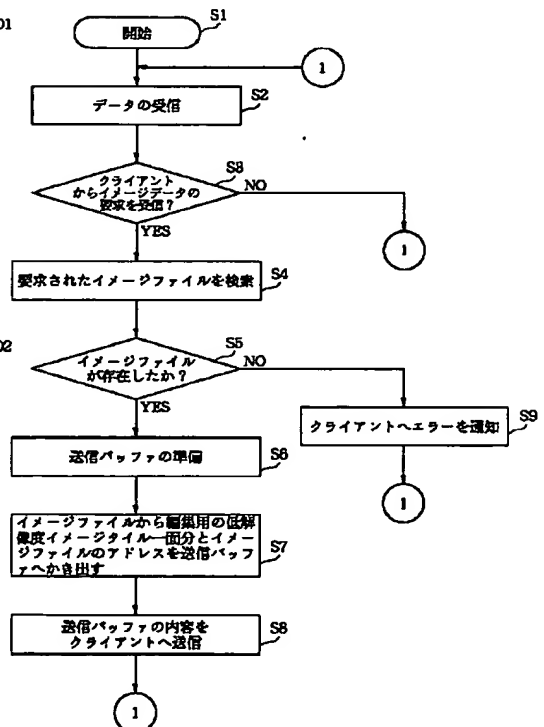 01
開始
S1
1
データの受信
S2
クライアント
からイメージデータの
要求を受信?
S3
NO
YES
1
要求されたイメージファイルを検索
S4
02
イメージファイル
が存在したか?
S5
NO
YES
クライアントへエラーを通知
S9
送信バッファの準備
S6
1
イメージファイルから編集用の低解
像度イメージタイル一面分とイメー
ジファイルのアドレスを送信バッフ
ァへかき出す
S7
送信バッファの内容を
クライアントへ送信
S8
1